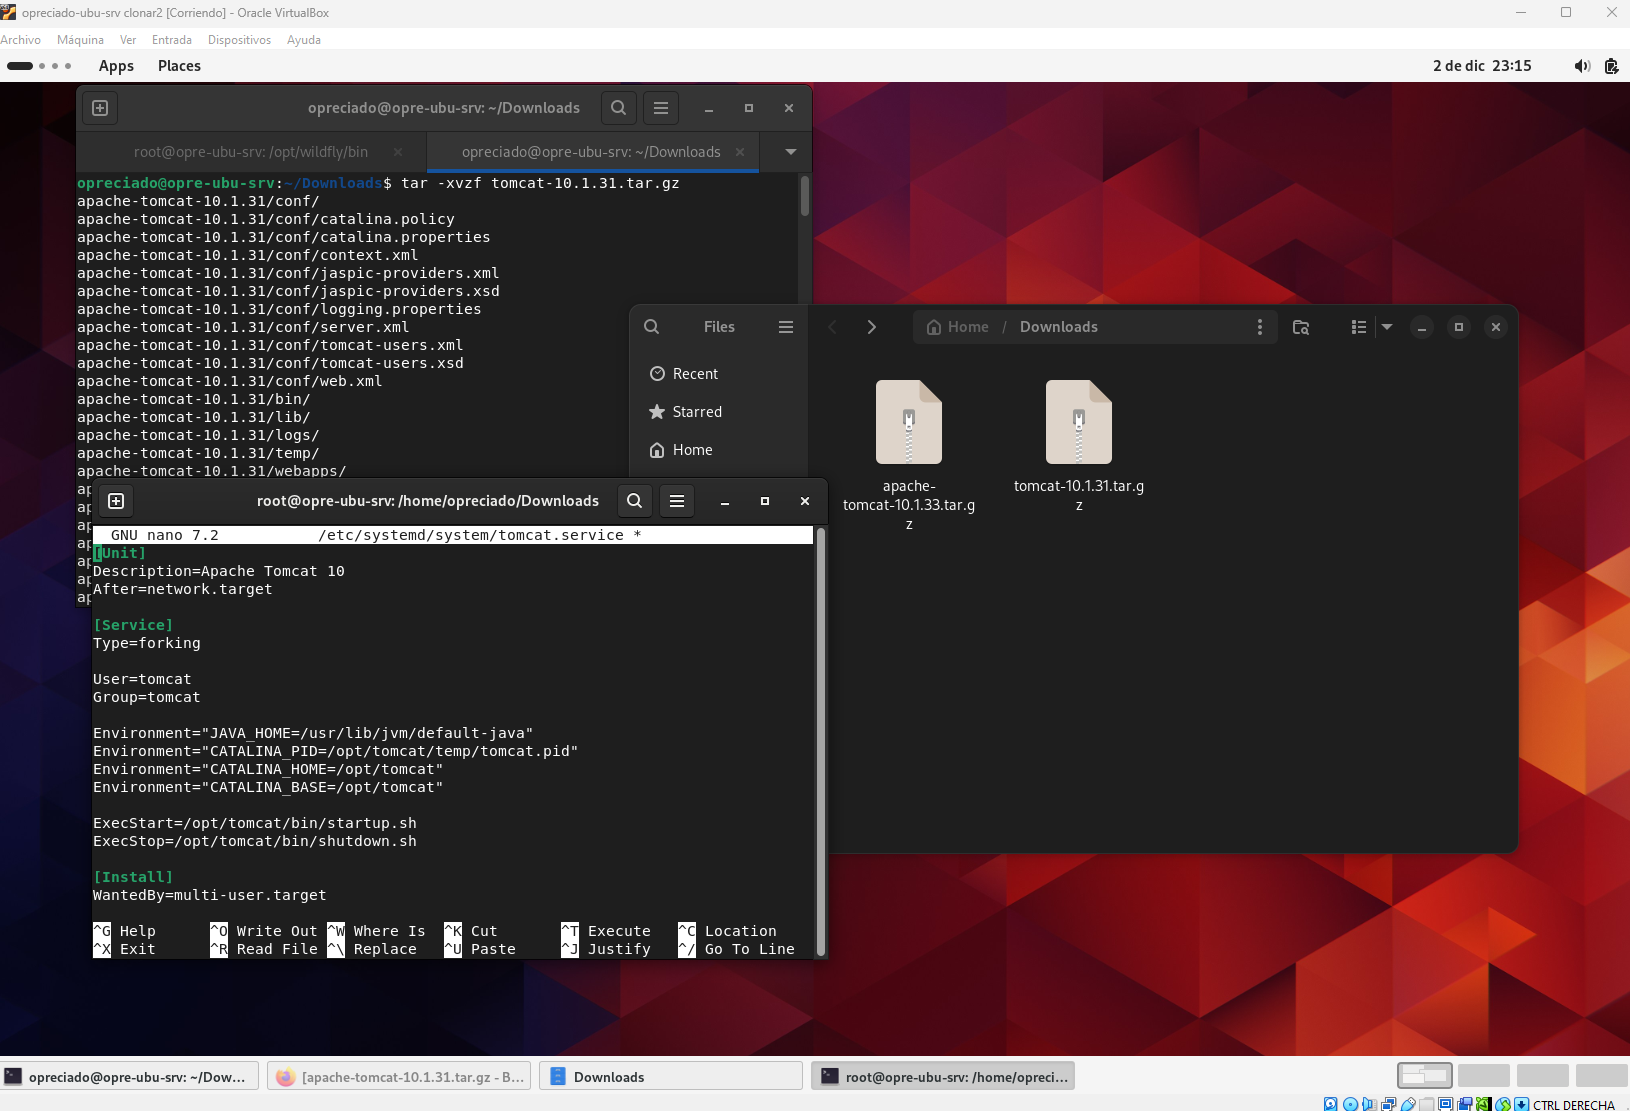 opreciado-ubu-srv clonar2 [Corriendo] - Oracle VirtualBox
Archivo Máquina Ver Entrada Dispositivos Ayuda
Apps Places 2 de dic 23:15
opreciado@opre-ubu-srv: ~/Downloads
root@opre-ubu-srv: /opt/wildfly/bin opreciado@opre-ubu-srv: ~/Downloads
opreciado@opre-ubu-srv:~/Downloads$ tar -xvzf tomcat-10.1.31.tar.gz
apache-tomcat-10.1.31/conf/
apache-tomcat-10.1.31/conf/catalina.policy
apache-tomcat-10.1.31/conf/catalina.properties
apache-tomcat-10.1.31/conf/context.xml
apache-tomcat-10.1.31/conf/jaspic-providers.xml
apache-tomcat-10.1.31/conf/jaspic-providers.xsd
apache-tomcat-10.1.31/conf/logging.properties
apache-tomcat-10.1.31/conf/server.xml
apache-tomcat-10.1.31/conf/tomcat-users.xml
apache-tomcat-10.1.31/conf/tomcat-users.xsd
apache-tomcat-10.1.31/conf/web.xml
apache-tomcat-10.1.31/bin/
apache-tomcat-10.1.31/lib/
apache-tomcat-10.1.31/logs/
apache-tomcat-10.1.31/temp/
apache-tomcat-10.1.31/webapps/
Files
Home / Downloads
Recent
Starred
Home
apache-
tomcat-10.1.33.tar.g
z
tomcat-10.1.31.tar.g
z
root@opre-ubu-srv: /home/opreciado/Downloads
GNU nano 7.2 /etc/systemd/system/tomcat.service *
[Unit]
Description=Apache Tomcat 10
After=network.target
[Service]
Type=forking
User=tomcat
Group=tomcat
Environment="JAVA_HOME=/usr/lib/jvm/default-java"
Environment="CATALINA_PID=/opt/tomcat/temp/tomcat.pid"
Environment="CATALINA_HOME=/opt/tomcat"
Environment="CATALINA_BASE=/opt/tomcat"
ExecStart=/opt/tomcat/bin/startup.sh
ExecStop=/opt/tomcat/bin/shutdown.sh
[Install]
WantedBy=multi-user.target
^G Help ^O Write Out ^W Where Is ^K Cut ^T Execute ^C Location
^X Exit ^R Read File ^\ Replace ^U Paste ^J Justify ^/ Go To Line
opreciado@opre-ubu-srv: ~/Dow... [apache-tomcat-10.1.31.tar.gz - B... Downloads root@opre-ubu-srv: /home/opreci...
CTRL DERECHA